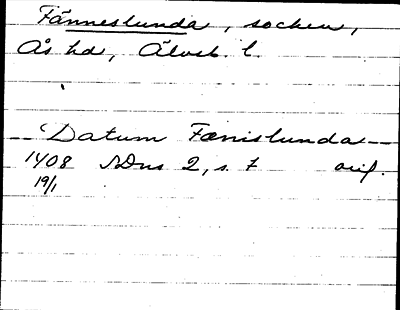 Fänneslunda, socken,
Ås hd, Älvsb. l.
Datum Fænislunda
1408 SDns 2, s. 7 orig.
19/1